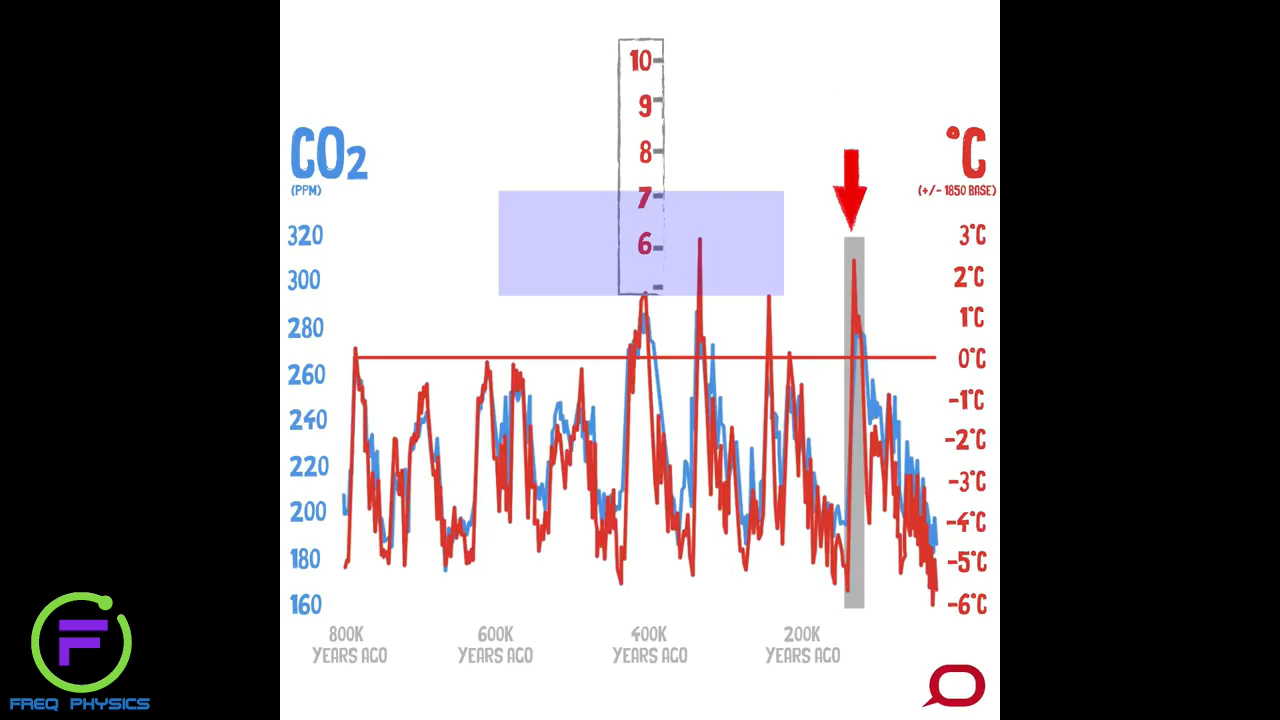 10
9
8
7
6
CO₂
(PPM)
320
300
280
260
240
220
200
180
160
°C
(+/- 1850 BASE)
3°C
2°C
1°C
0°C
-1°C
-2°C
-3°C
-4°C
-5°C
-6°C
800K
YEARS AGO
600K
YEARS AGO
400K
YEARS AGO
200K
YEARS AGO
F
FREQ PHYSICS